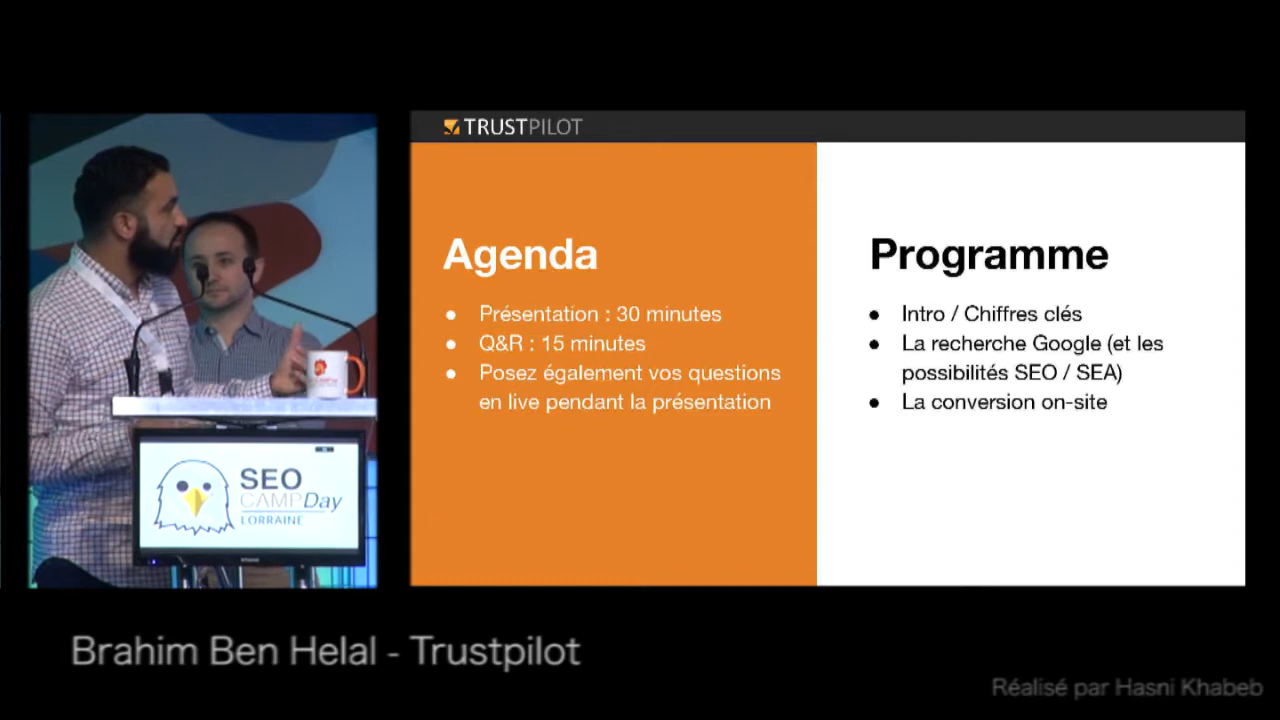 TRUSTPILOT
Agenda
● Présentation : 30 minutes
● Q&R : 15 minutes
● Posez également vos questions
en live pendant la présentation
Programme
● Intro / Chiffres clés
● La recherche Google (et les
possibilités SEO / SEA)
● La conversion on-site
SEO
CAMPDay
LORRAINE
Brahim Ben Helal - Trustpilot
Réalisé par Hasni Khabeb